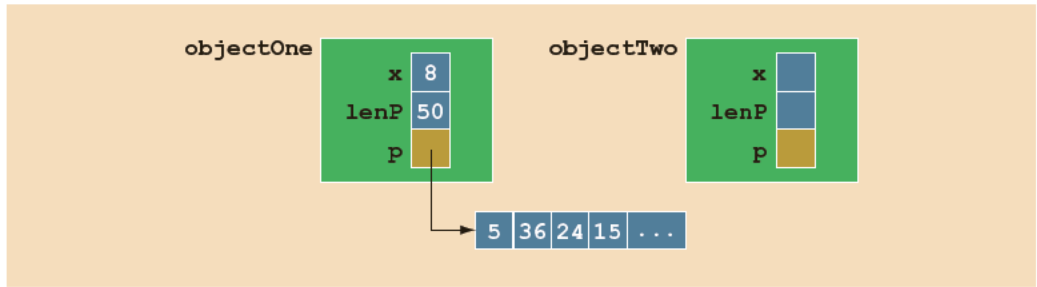 objectOne objectTwo
x 8 x
lenP 50 lenP
p p
5 36 24 15 ...